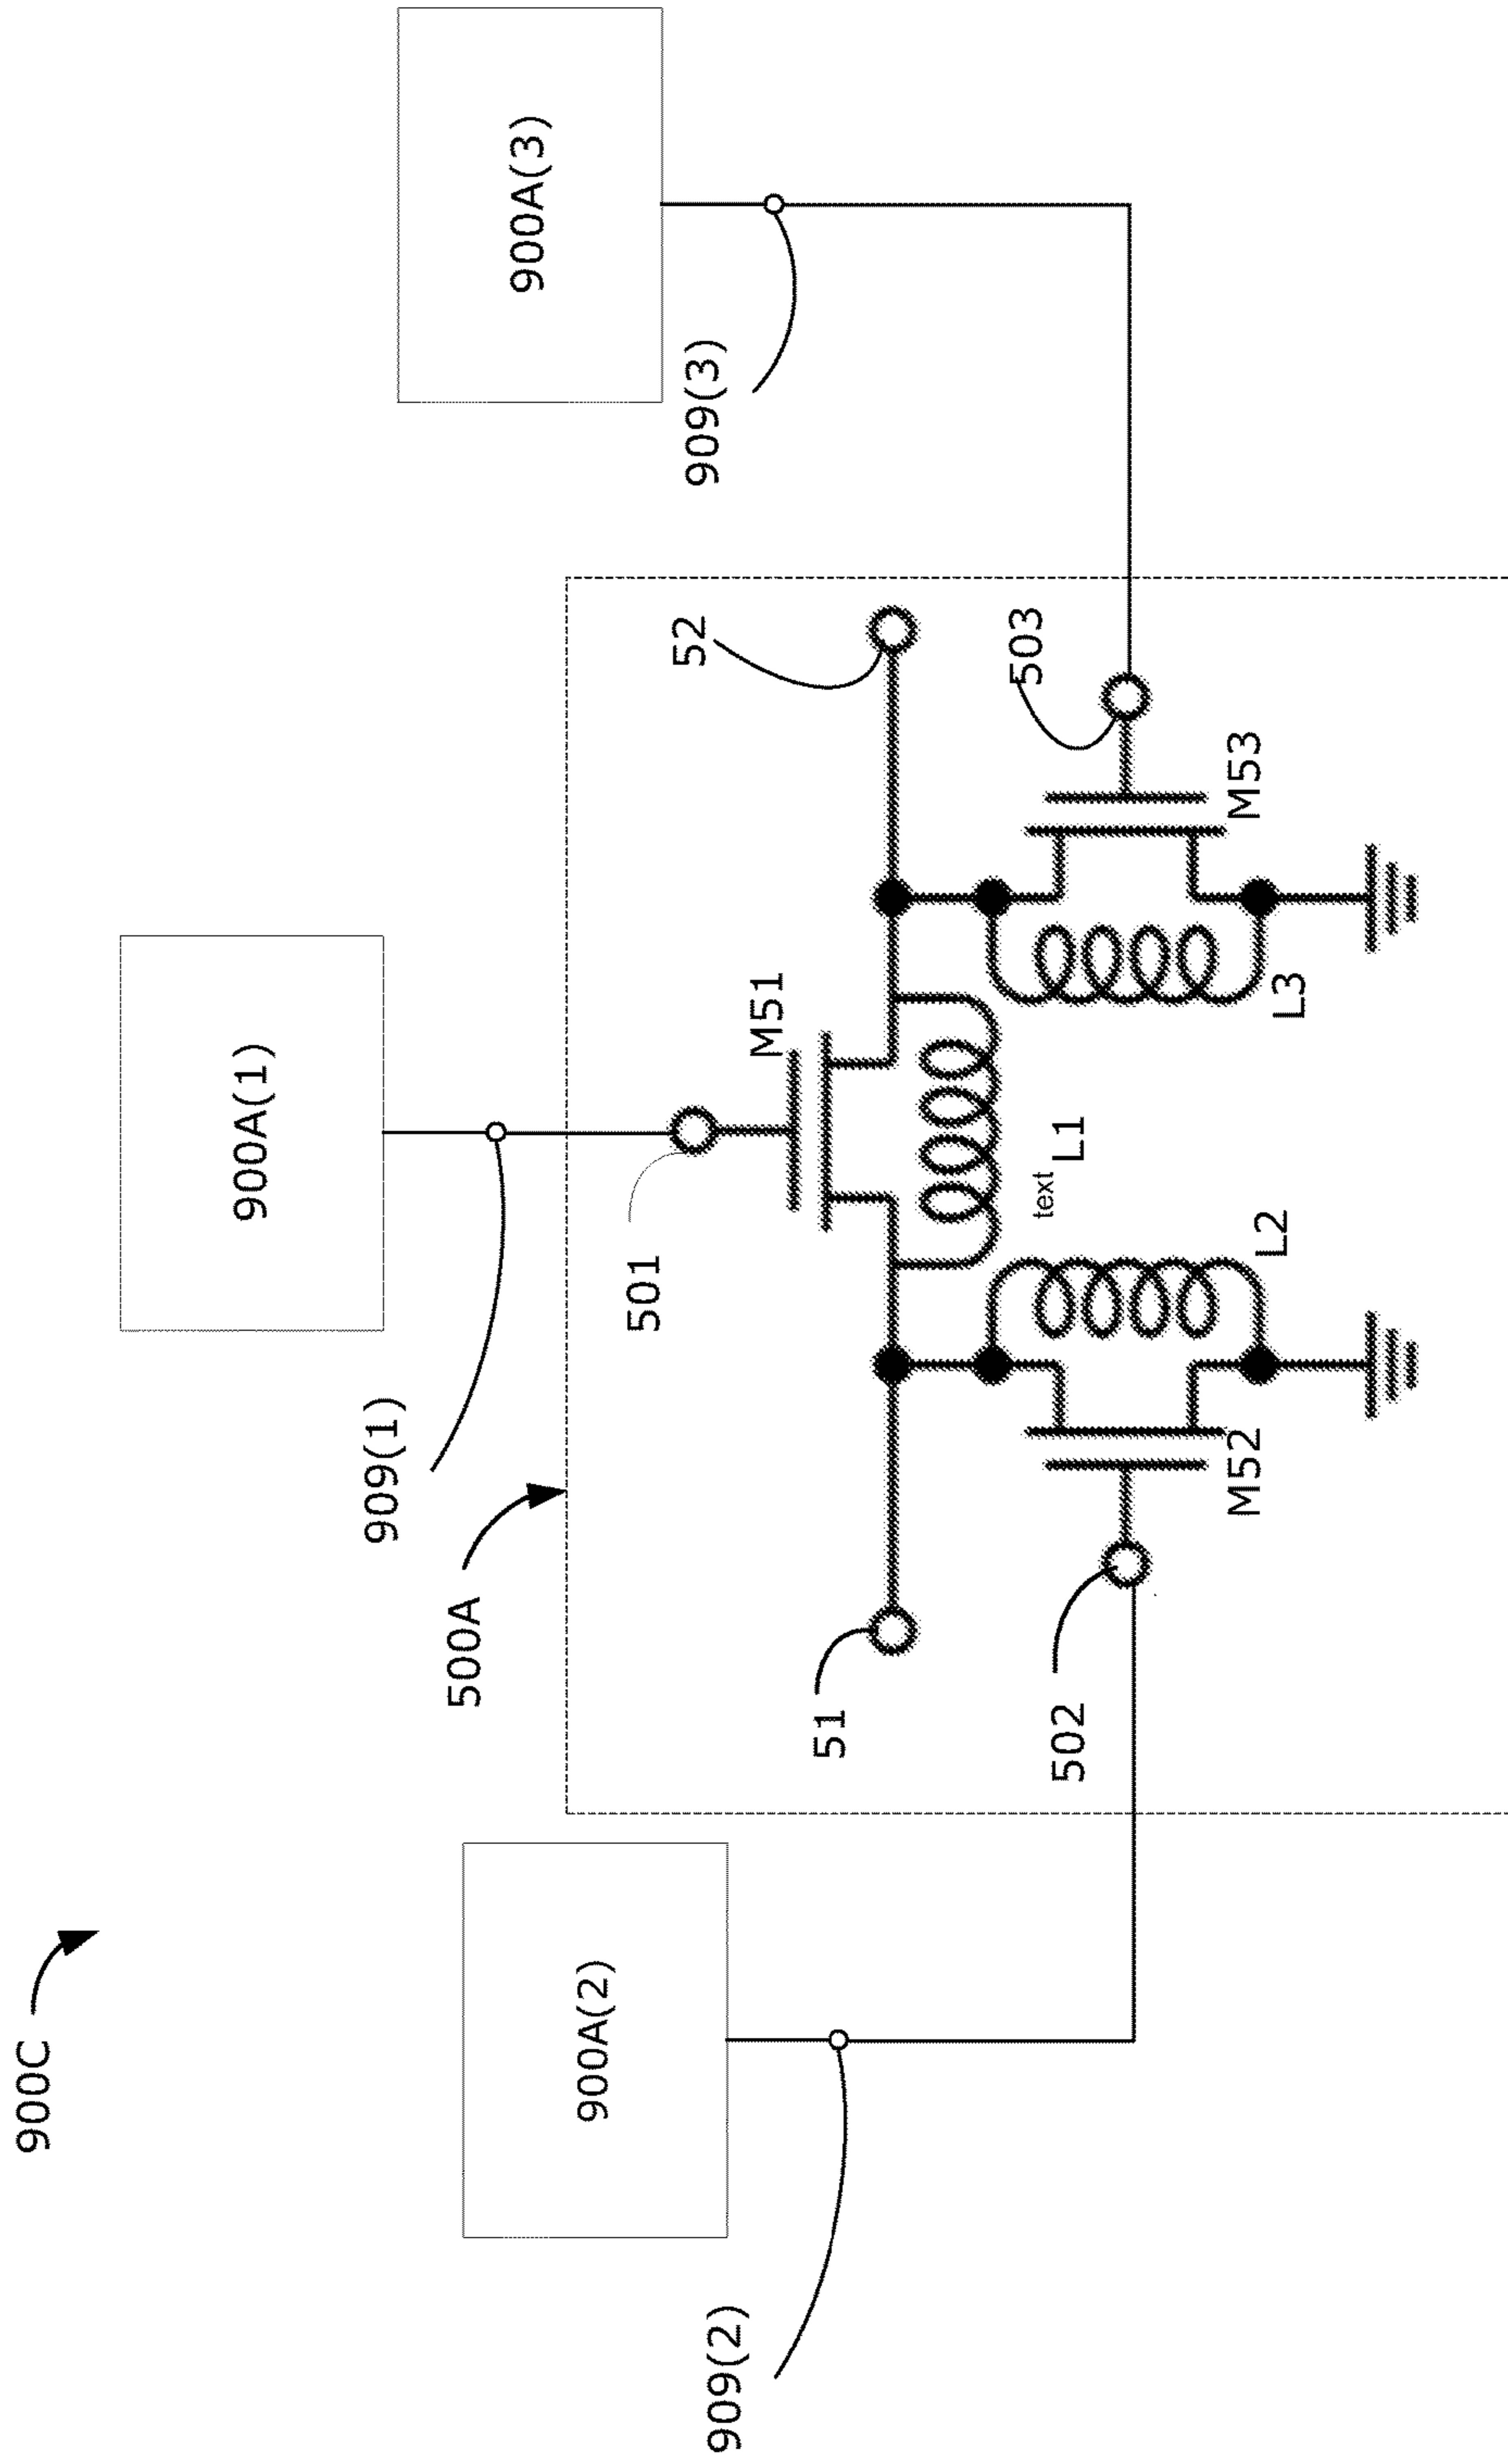 900C
900A(1)
900A(2)
900A(3)
909(1)
909(2)
909(3)
500A
501
M51
52
51
text
L1
502
503
M52
L2
L3
M53